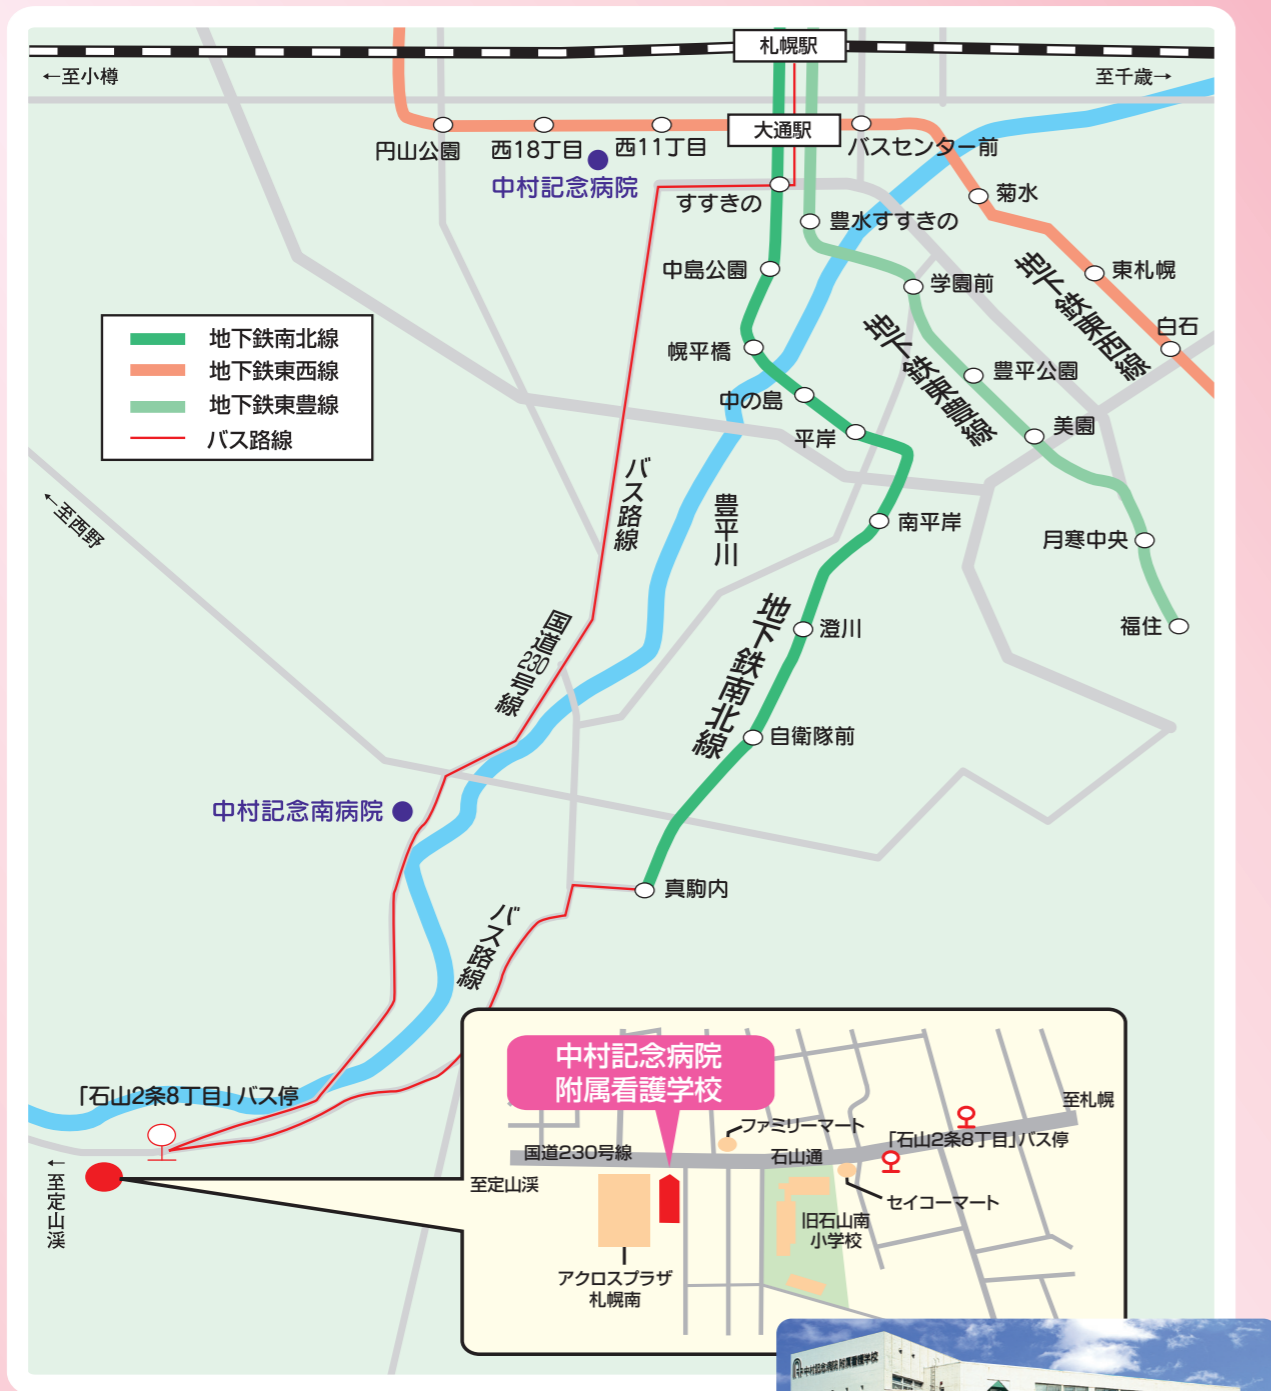 札幌駅
←至小樽
至千歳→
大通駅
円山公園
西18丁目
西11丁目
バスセンター前
中村記念病院
すすきの
菊水
豊水すすきの
中島公園
学園前
東札幌
地下鉄東西線
白石
地下鉄南北線
地下鉄東西線
地下鉄東豊線
バス路線
幌平橋
地下鉄東豊線
豊平公園
中の島
平岸
美園
バス路線
豊平川
南平岸
月寒中央
←至西野
福住
澄川
国道230号線
地下鉄南北線
自衛隊前
中村記念南病院
真駒内
バス路線
「石山2条8丁目」バス停
←至定山渓
中村記念病院
附属看護学校
至札幌
ファミリーマート
「石山2条8丁目」バス停
国道230号線
石山通
至定山渓
セイコーマート
旧石山南
小学校
アクロスプラザ
札幌南
中村記念病院 附属看護学校